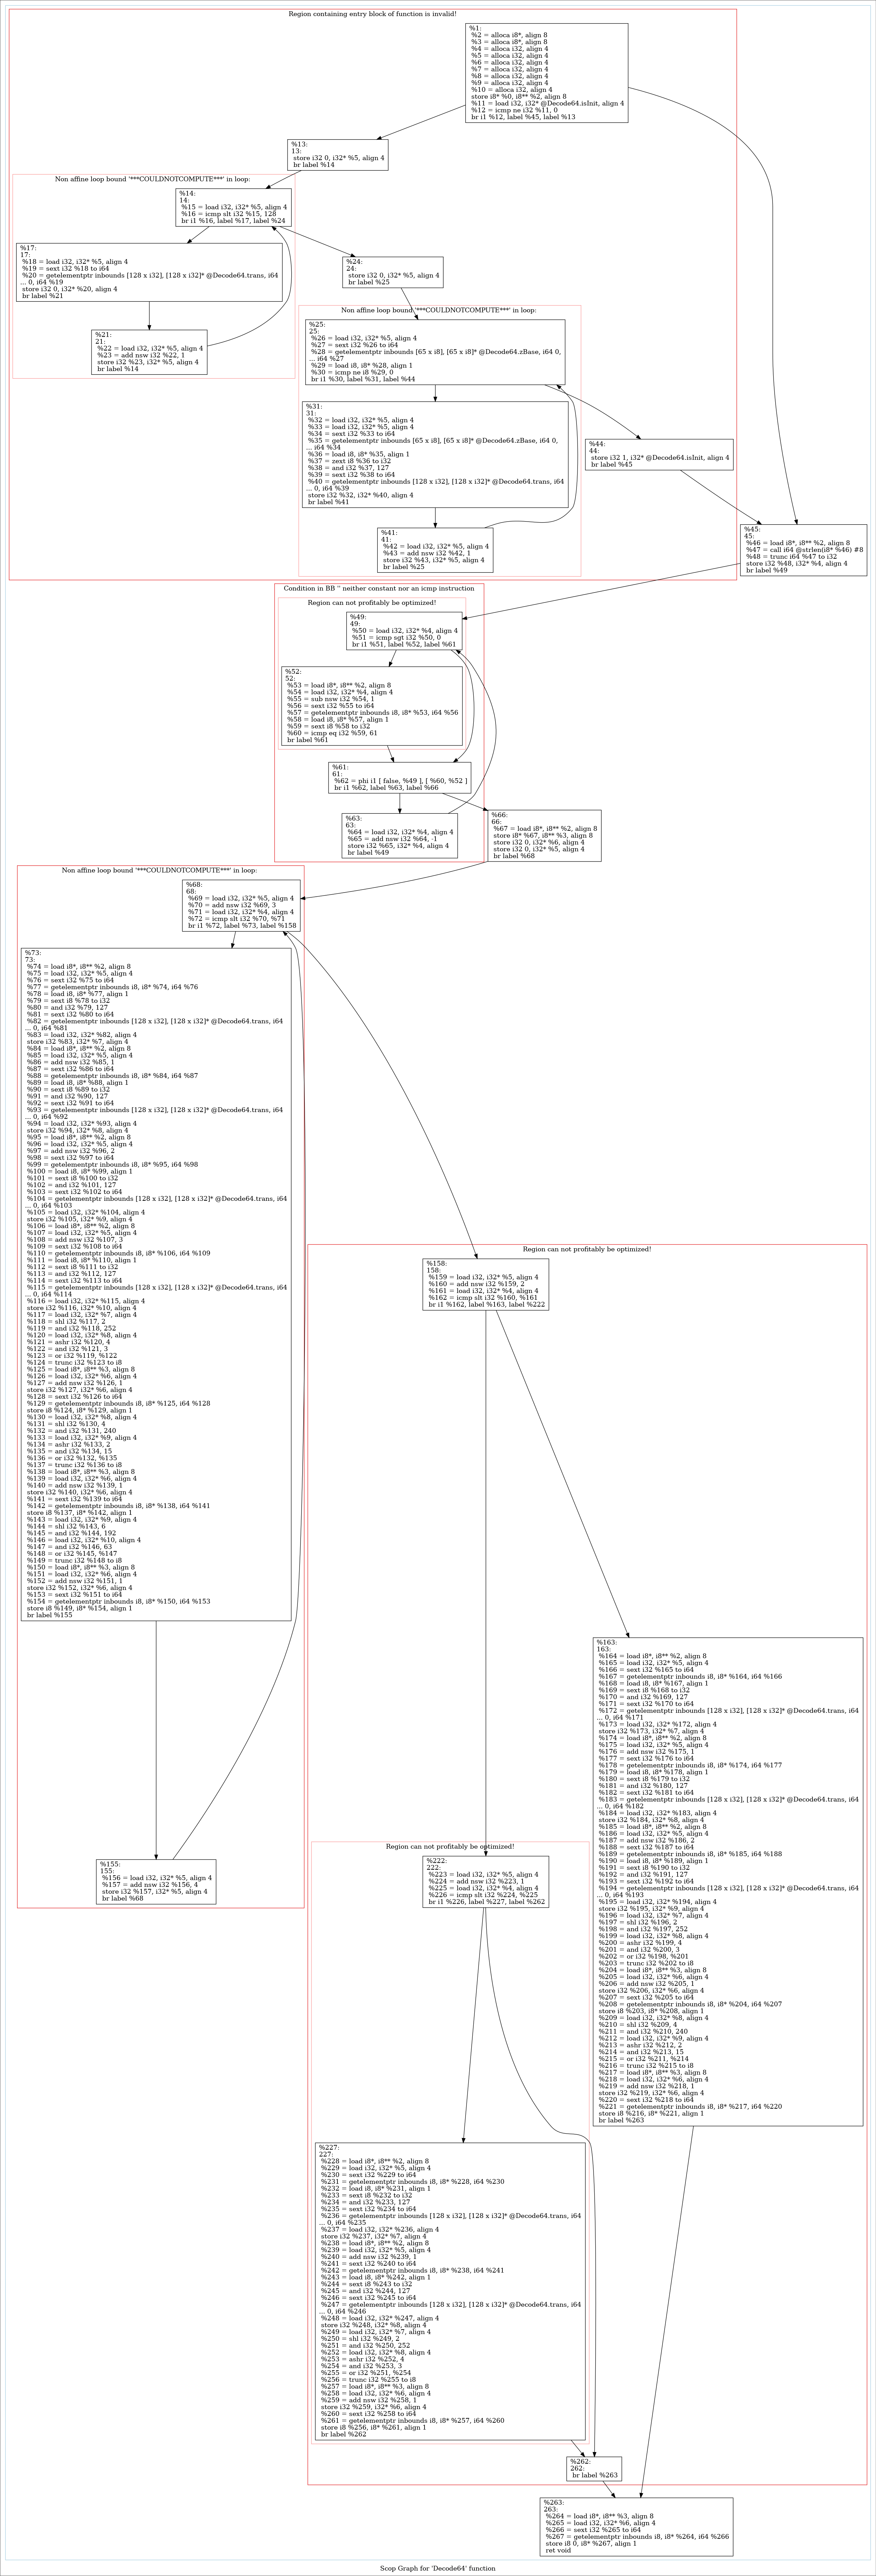 Region containing entry block of function is invalid!
%1:
%2 = alloca i8*, align 8
%3 = alloca i8*, align 8
%4 = alloca i32, align 4
%5 = alloca i32, align 4
%6 = alloca i32, align 4
%7 = alloca i32, align 4
%8 = alloca i32, align 4
%9 = alloca i32, align 4
%10 = alloca i32, align 4
store i8* %0, i8** %2, align 8
%11 = load i32, i32* @Decode64.isInit, align 4
%12 = icmp ne i32 %11, 0
br i1 %12, label %45, label %13
%13:
13:
store i32 0, i32* %5, align 4
br label %14
Non affine loop bound '***COULDNOTCOMPUTE***' in loop:
%14:
14:
%15 = load i32, i32* %5, align 4
%16 = icmp slt i32 %15, 128
br i1 %16, label %17, label %24
%17:
17:
%18 = load i32, i32* %5, align 4
%19 = sext i32 %18 to i64
%20 = getelementptr inbounds [128 x i32], [128 x i32]* @Decode64.trans, i64
... 0, i64 %19
store i32 0, i32* %20, align 4
br label %21
%24:
24:
store i32 0, i32* %5, align 4
br label %25
%21:
21:
%22 = load i32, i32* %5, align 4
%23 = add nsw i32 %22, 1
store i32 %23, i32* %5, align 4
br label %14
Non affine loop bound '***COULDNOTCOMPUTE***' in loop:
%25:
25:
%26 = load i32, i32* %5, align 4
%27 = sext i32 %26 to i64
%28 = getelementptr inbounds [65 x i8], [65 x i8]* @Decode64.zBase, i64 0,
... i64 %27
%29 = load i8, i8* %28, align 1
%30 = icmp ne i8 %29, 0
br i1 %30, label %31, label %44
%31:
31:
%32 = load i32, i32* %5, align 4
%33 = load i32, i32* %5, align 4
%34 = sext i32 %33 to i64
%35 = getelementptr inbounds [65 x i8], [65 x i8]* @Decode64.zBase, i64 0,
... i64 %34
%36 = load i8, i8* %35, align 1
%37 = zext i8 %36 to i32
%38 = and i32 %37, 127
%39 = sext i32 %38 to i64
%40 = getelementptr inbounds [128 x i32], [128 x i32]* @Decode64.trans, i64
... 0, i64 %39
store i32 %32, i32* %40, align 4
br label %41
%44:
44:
store i32 1, i32* @Decode64.isInit, align 4
br label %45
%41:
41:
%42 = load i32, i32* %5, align 4
%43 = add nsw i32 %42, 1
store i32 %43, i32* %5, align 4
br label %25
%45:
45:
%46 = load i8*, i8** %2, align 8
%47 = call i64 @strlen(i8* %46) #8
%48 = trunc i64 %47 to i32
store i32 %48, i32* %4, align 4
br label %49
Condition in BB '' neither constant nor an icmp instruction
Region can not profitably be optimized!
%49:
49:
%50 = load i32, i32* %4, align 4
%51 = icmp sgt i32 %50, 0
br i1 %51, label %52, label %61
%52:
52:
%53 = load i8*, i8** %2, align 8
%54 = load i32, i32* %4, align 4
%55 = sub nsw i32 %54, 1
%56 = sext i32 %55 to i64
%57 = getelementptr inbounds i8, i8* %53, i64 %56
%58 = load i8, i8* %57, align 1
%59 = sext i8 %58 to i32
%60 = icmp eq i32 %59, 61
br label %61
%61:
61:
%62 = phi i1 [ false, %49 ], [ %60, %52 ]
br i1 %62, label %63, label %66
%63:
63:
%64 = load i32, i32* %4, align 4
%65 = add nsw i32 %64, -1
store i32 %65, i32* %4, align 4
br label %49
%66:
66:
%67 = load i8*, i8** %2, align 8
store i8* %67, i8** %3, align 8
store i32 0, i32* %6, align 4
store i32 0, i32* %5, align 4
br label %68
Non affine loop bound '***COULDNOTCOMPUTE***' in loop:
%68:
68:
%69 = load i32, i32* %5, align 4
%70 = add nsw i32 %69, 3
%71 = load i32, i32* %4, align 4
%72 = icmp slt i32 %70, %71
br i1 %72, label %73, label %158
%73:
73:
%74 = load i8*, i8** %2, align 8
%75 = load i32, i32* %5, align 4
%76 = sext i32 %75 to i64
%77 = getelementptr inbounds i8, i8* %74, i64 %76
%78 = load i8, i8* %77, align 1
%79 = sext i8 %78 to i32
%80 = and i32 %79, 127
%81 = sext i32 %80 to i64
%82 = getelementptr inbounds [128 x i32], [128 x i32]* @Decode64.trans, i64
... 0, i64 %81
%83 = load i32, i32* %82, align 4
store i32 %83, i32* %7, align 4
%84 = load i8*, i8** %2, align 8
%85 = load i32, i32* %5, align 4
%86 = add nsw i32 %85, 1
%87 = sext i32 %86 to i64
%88 = getelementptr inbounds i8, i8* %84, i64 %87
%89 = load i8, i8* %88, align 1
%90 = sext i8 %89 to i32
%91 = and i32 %90, 127
%92 = sext i32 %91 to i64
%93 = getelementptr inbounds [128 x i32], [128 x i32]* @Decode64.trans, i64
... 0, i64 %92
%94 = load i32, i32* %93, align 4
store i32 %94, i32* %8, align 4
%95 = load i8*, i8** %2, align 8
%96 = load i32, i32* %5, align 4
%97 = add nsw i32 %96, 2
%98 = sext i32 %97 to i64
%99 = getelementptr inbounds i8, i8* %95, i64 %98
%100 = load i8, i8* %99, align 1
%101 = sext i8 %100 to i32
%102 = and i32 %101, 127
%103 = sext i32 %102 to i64
%104 = getelementptr inbounds [128 x i32], [128 x i32]* @Decode64.trans, i64
... 0, i64 %103
%105 = load i32, i32* %104, align 4
store i32 %105, i32* %9, align 4
%106 = load i8*, i8** %2, align 8
%107 = load i32, i32* %5, align 4
%108 = add nsw i32 %107, 3
%109 = sext i32 %108 to i64
%110 = getelementptr inbounds i8, i8* %106, i64 %109
%111 = load i8, i8* %110, align 1
%112 = sext i8 %111 to i32
%113 = and i32 %112, 127
%114 = sext i32 %113 to i64
%115 = getelementptr inbounds [128 x i32], [128 x i32]* @Decode64.trans, i64
... 0, i64 %114
%116 = load i32, i32* %115, align 4
store i32 %116, i32* %10, align 4
%117 = load i32, i32* %7, align 4
%118 = shl i32 %117, 2
%119 = and i32 %118, 252
%120 = load i32, i32* %8, align 4
%121 = ashr i32 %120, 4
%122 = and i32 %121, 3
%123 = or i32 %119, %122
%124 = trunc i32 %123 to i8
%125 = load i8*, i8** %3, align 8
%126 = load i32, i32* %6, align 4
%127 = add nsw i32 %126, 1
store i32 %127, i32* %6, align 4
%128 = sext i32 %126 to i64
%129 = getelementptr inbounds i8, i8* %125, i64 %128
store i8 %124, i8* %129, align 1
%130 = load i32, i32* %8, align 4
%131 = shl i32 %130, 4
%132 = and i32 %131, 240
%133 = load i32, i32* %9, align 4
%134 = ashr i32 %133, 2
%135 = and i32 %134, 15
%136 = or i32 %132, %135
%137 = trunc i32 %136 to i8
%138 = load i8*, i8** %3, align 8
%139 = load i32, i32* %6, align 4
%140 = add nsw i32 %139, 1
store i32 %140, i32* %6, align 4
%141 = sext i32 %139 to i64
%142 = getelementptr inbounds i8, i8* %138, i64 %141
store i8 %137, i8* %142, align 1
%143 = load i32, i32* %9, align 4
%144 = shl i32 %143, 6
%145 = and i32 %144, 192
%146 = load i32, i32* %10, align 4
%147 = and i32 %146, 63
%148 = or i32 %145, %147
%149 = trunc i32 %148 to i8
%150 = load i8*, i8** %3, align 8
%151 = load i32, i32* %6, align 4
%152 = add nsw i32 %151, 1
store i32 %152, i32* %6, align 4
%153 = sext i32 %151 to i64
%154 = getelementptr inbounds i8, i8* %150, i64 %153
store i8 %149, i8* %154, align 1
br label %155
%155:
155:
%156 = load i32, i32* %5, align 4
%157 = add nsw i32 %156, 4
store i32 %157, i32* %5, align 4
br label %68
Region can not profitably be optimized!
%158:
158:
%159 = load i32, i32* %5, align 4
%160 = add nsw i32 %159, 2
%161 = load i32, i32* %4, align 4
%162 = icmp slt i32 %160, %161
br i1 %162, label %163, label %222
%163:
163:
%164 = load i8*, i8** %2, align 8
%165 = load i32, i32* %5, align 4
%166 = sext i32 %165 to i64
%167 = getelementptr inbounds i8, i8* %164, i64 %166
%168 = load i8, i8* %167, align 1
%169 = sext i8 %168 to i32
%170 = and i32 %169, 127
%171 = sext i32 %170 to i64
%172 = getelementptr inbounds [128 x i32], [128 x i32]* @Decode64.trans, i64
... 0, i64 %171
%173 = load i32, i32* %172, align 4
store i32 %173, i32* %7, align 4
%174 = load i8*, i8** %2, align 8
%175 = load i32, i32* %5, align 4
%176 = add nsw i32 %175, 1
%177 = sext i32 %176 to i64
%178 = getelementptr inbounds i8, i8* %174, i64 %177
%179 = load i8, i8* %178, align 1
%180 = sext i8 %179 to i32
%181 = and i32 %180, 127
%182 = sext i32 %181 to i64
%183 = getelementptr inbounds [128 x i32], [128 x i32]* @Decode64.trans, i64
... 0, i64 %182
%184 = load i32, i32* %183, align 4
store i32 %184, i32* %8, align 4
%185 = load i8*, i8** %2, align 8
%186 = load i32, i32* %5, align 4
%187 = add nsw i32 %186, 2
%188 = sext i32 %187 to i64
%189 = getelementptr inbounds i8, i8* %185, i64 %188
%190 = load i8, i8* %189, align 1
%191 = sext i8 %190 to i32
%192 = and i32 %191, 127
%193 = sext i32 %192 to i64
%194 = getelementptr inbounds [128 x i32], [128 x i32]* @Decode64.trans, i64
... 0, i64 %193
%195 = load i32, i32* %194, align 4
store i32 %195, i32* %9, align 4
%196 = load i32, i32* %7, align 4
%197 = shl i32 %196, 2
%198 = and i32 %197, 252
%199 = load i32, i32* %8, align 4
%200 = ashr i32 %199, 4
%201 = and i32 %200, 3
%202 = or i32 %198, %201
%203 = trunc i32 %202 to i8
%204 = load i8*, i8** %3, align 8
%205 = load i32, i32* %6, align 4
%206 = add nsw i32 %205, 1
store i32 %206, i32* %6, align 4
%207 = sext i32 %205 to i64
%208 = getelementptr inbounds i8, i8* %204, i64 %207
store i8 %203, i8* %208, align 1
%209 = load i32, i32* %8, align 4
%210 = shl i32 %209, 4
%211 = and i32 %210, 240
%212 = load i32, i32* %9, align 4
%213 = ashr i32 %212, 2
%214 = and i32 %213, 15
%215 = or i32 %211, %214
%216 = trunc i32 %215 to i8
%217 = load i8*, i8** %3, align 8
%218 = load i32, i32* %6, align 4
%219 = add nsw i32 %218, 1
store i32 %219, i32* %6, align 4
%220 = sext i32 %218 to i64
%221 = getelementptr inbounds i8, i8* %217, i64 %220
store i8 %216, i8* %221, align 1
br label %263
Region can not profitably be optimized!
%222:
222:
%223 = load i32, i32* %5, align 4
%224 = add nsw i32 %223, 1
%225 = load i32, i32* %4, align 4
%226 = icmp slt i32 %224, %225
br i1 %226, label %227, label %262
%227:
227:
%228 = load i8*, i8** %2, align 8
%229 = load i32, i32* %5, align 4
%230 = sext i32 %229 to i64
%231 = getelementptr inbounds i8, i8* %228, i64 %230
%232 = load i8, i8* %231, align 1
%233 = sext i8 %232 to i32
%234 = and i32 %233, 127
%235 = sext i32 %234 to i64
%236 = getelementptr inbounds [128 x i32], [128 x i32]* @Decode64.trans, i64
... 0, i64 %235
%237 = load i32, i32* %236, align 4
store i32 %237, i32* %7, align 4
%238 = load i8*, i8** %2, align 8
%239 = load i32, i32* %5, align 4
%240 = add nsw i32 %239, 1
%241 = sext i32 %240 to i64
%242 = getelementptr inbounds i8, i8* %238, i64 %241
%243 = load i8, i8* %242, align 1
%244 = sext i8 %243 to i32
%245 = and i32 %244, 127
%246 = sext i32 %245 to i64
%247 = getelementptr inbounds [128 x i32], [128 x i32]* @Decode64.trans, i64
... 0, i64 %246
%248 = load i32, i32* %247, align 4
store i32 %248, i32* %8, align 4
%249 = load i32, i32* %7, align 4
%250 = shl i32 %249, 2
%251 = and i32 %250, 252
%252 = load i32, i32* %8, align 4
%253 = ashr i32 %252, 4
%254 = and i32 %253, 3
%255 = or i32 %251, %254
%256 = trunc i32 %255 to i8
%257 = load i8*, i8** %3, align 8
%258 = load i32, i32* %6, align 4
%259 = add nsw i32 %258, 1
store i32 %259, i32* %6, align 4
%260 = sext i32 %258 to i64
%261 = getelementptr inbounds i8, i8* %257, i64 %260
store i8 %256, i8* %261, align 1
br label %262
%262:
262:
br label %263
%263:
263:
%264 = load i8*, i8** %3, align 8
%265 = load i32, i32* %6, align 4
%266 = sext i32 %265 to i64
%267 = getelementptr inbounds i8, i8* %264, i64 %266
store i8 0, i8* %267, align 1
ret void
Scop Graph for 'Decode64' function